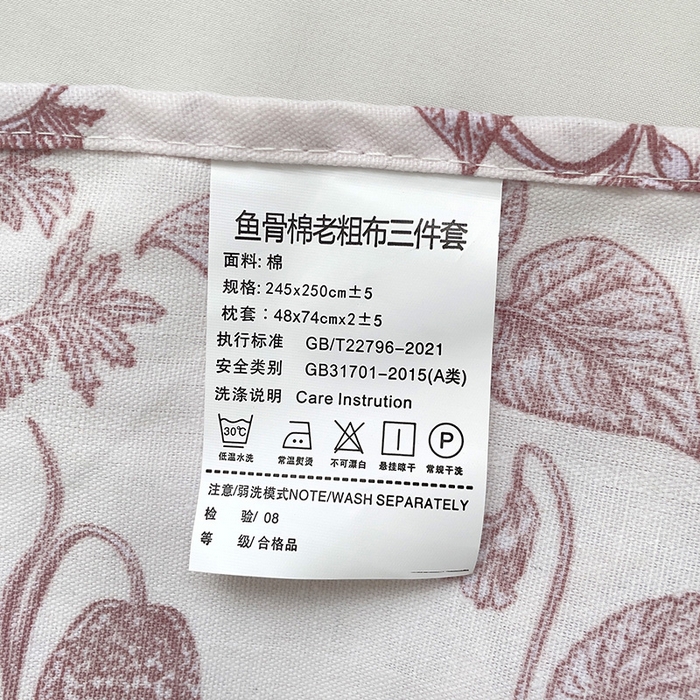 鱼骨棉老粗布三件套
面料: 棉
规格: 245x250cm±5
枕套：48x74cmx2±5
执行标准 GB/T22796-2021
安全类别 GB31701-2015(A类)
洗涤说明 Care Instrution
30℃ P
低温水洗 常温熨烫 不可漂白 悬挂晾干 常规干洗
注意/弱洗模式NOTE/WASH SEPARATELY
检 验/ 08
等 级/ 合格品